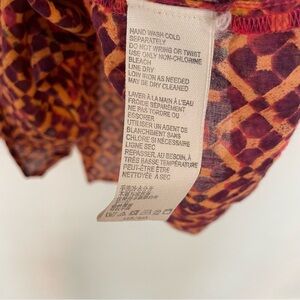 HAND WASH COLD
SEPARATELY
DO NOT WRING OR TWIST
USE ONLY NON-CHLORINE
BLEACH
LINE DRY
LOW IRON AS NEEDED
MAY BE DRY CLEANED
LAVER À LA MAIN À L'EAU
FROIDE SÉPARÉMENT
NE PAS TORDRE OU
ESSORER
UTILISER UN AGENT DE
BLANCHIMENT SANS
CHLORE SI NÉCESSAIRE
LIGNE SEC
REPASSER, AU BESOIN, À
TRÈS BASSE TEMPÉRATURE
PEUT-ÊTRE ÊTRE
NETTOYÉE À SEC